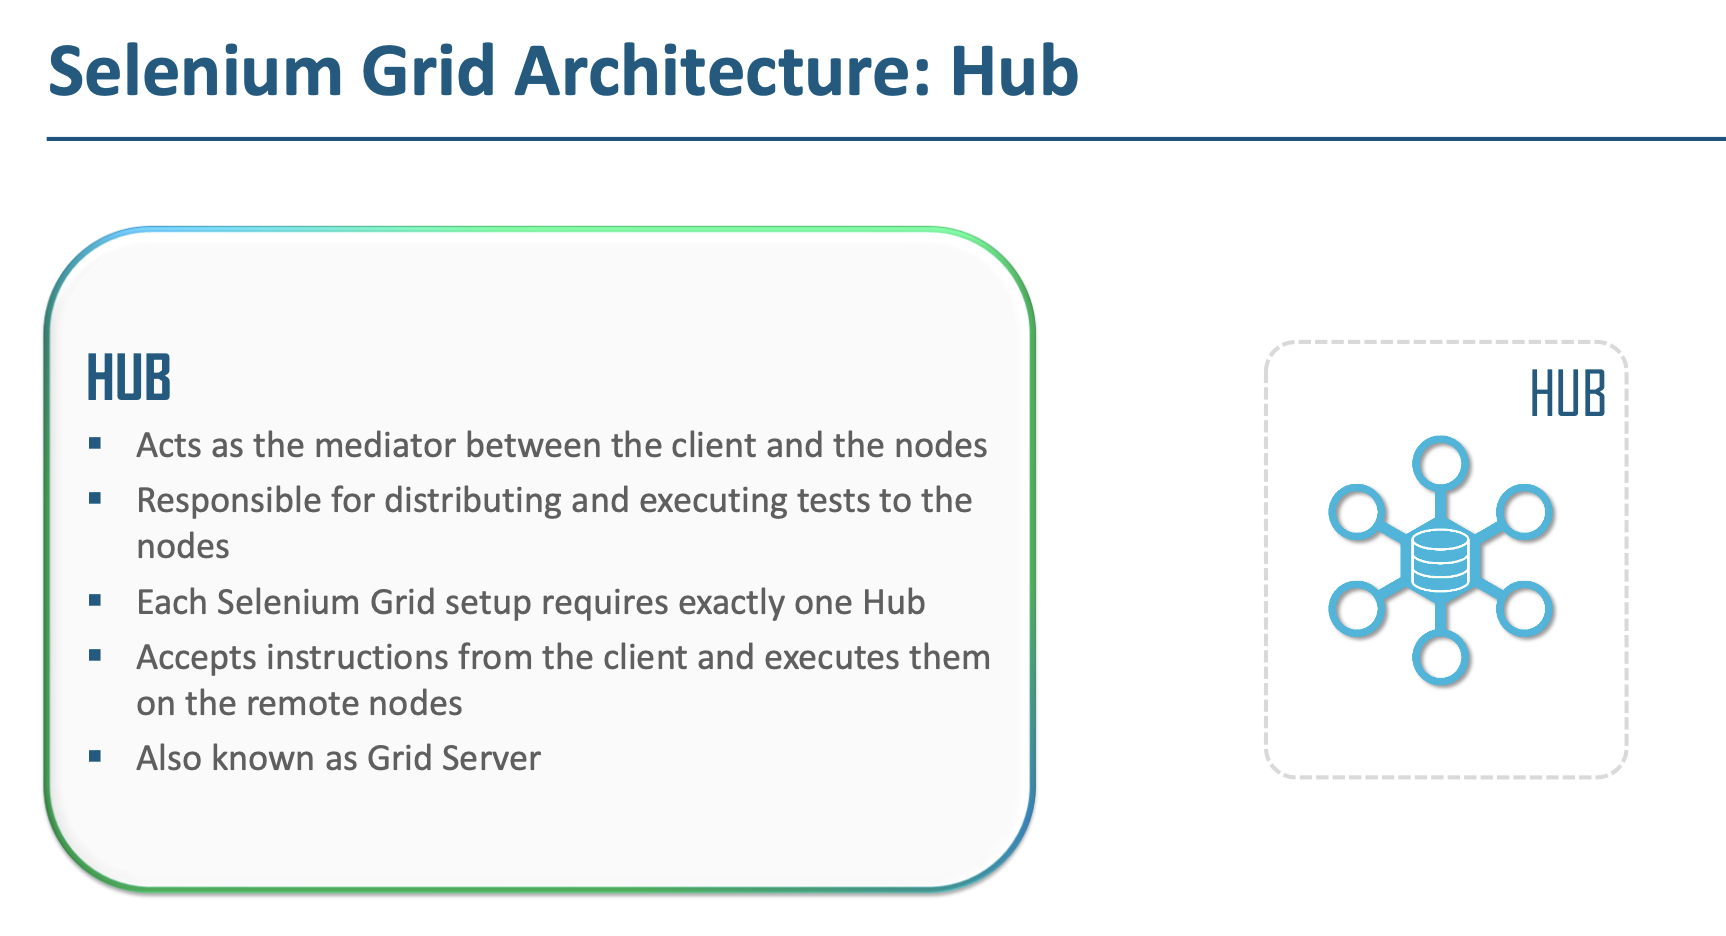 Selenium Grid Architecture: Hub
HUB
▪ Acts as the mediator between the client and the nodes
▪ Responsible for distributing and executing tests to the
nodes
▪ Each Selenium Grid setup requires exactly one Hub
▪ Accepts instructions from the client and executes them
on the remote nodes
▪ Also known as Grid Server
HUB